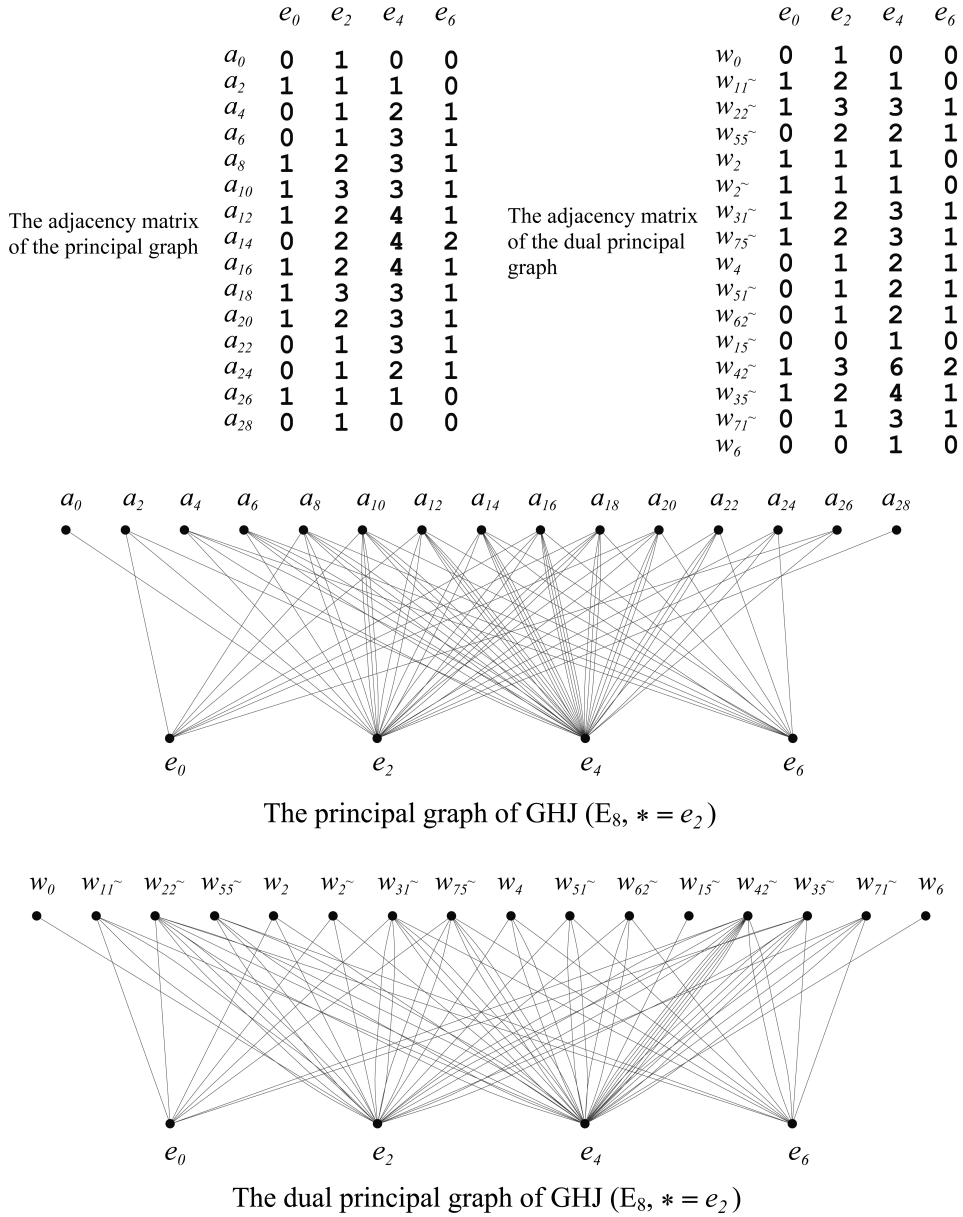 e₀ e₂ e₄ e₆
a₀ 0 1 0 0
a₂ 1 1 1 0
a₄ 0 1 2 1
a₆ 0 1 3 1
a₈ 1 2 3 1
a₁₀ 1 3 3 1
a₁₂ 1 2 4 1
a₁₄ 0 2 4 2
a₁₆ 1 2 4 1
a₁₈ 1 3 3 1
a₂₀ 1 2 3 1
a₂₂ 0 1 3 1
a₂₄ 0 1 2 1
a₂₆ 1 1 1 0
a₂₈ 0 1 0 0
The adjacency matrix
of the principal graph
e₀ e₂ e₄ e₆
w₀ 0 1 0 0
w₁₁~ 1 2 1 0
w₂₂~ 1 3 3 1
w₅₅~ 0 2 2 1
w₂ 1 1 1 0
w₂~ 1 1 1 0
w₃₁~ 1 2 3 1
w₇₅~ 1 2 3 1
w₄ 0 1 2 1
w₅₁~ 0 1 2 1
w₆₂~ 0 1 2 1
w₁₅~ 0 0 1 0
w₄₂~ 1 3 6 2
w₃₅~ 1 2 4 1
w₇₁~ 0 1 3 1
w₆ 0 0 1 0
The adjacency matrix
of the dual principal
graph
a₀ a₂ a₄ a₆ a₈ a₁₀ a₁₂ a₁₄ a₁₆ a₁₈ a₂₀ a₂₂ a₂₄ a₂₆ a₂₈
e₀ e₂ e₄ e₆
The principal graph of GHJ (E₈, * = e₂)
w₀ w₁₁~ w₂₂~ w₅₅~ w₂ w₂~ w₃₁~ w₇₅~ w₄ w₅₁~ w₆₂~ w₁₅~ w₄₂~ w₃₅~ w₇₁~ w₆
e₀ e₂ e₄ e₆
The dual principal graph of GHJ (E₈, * = e₂)